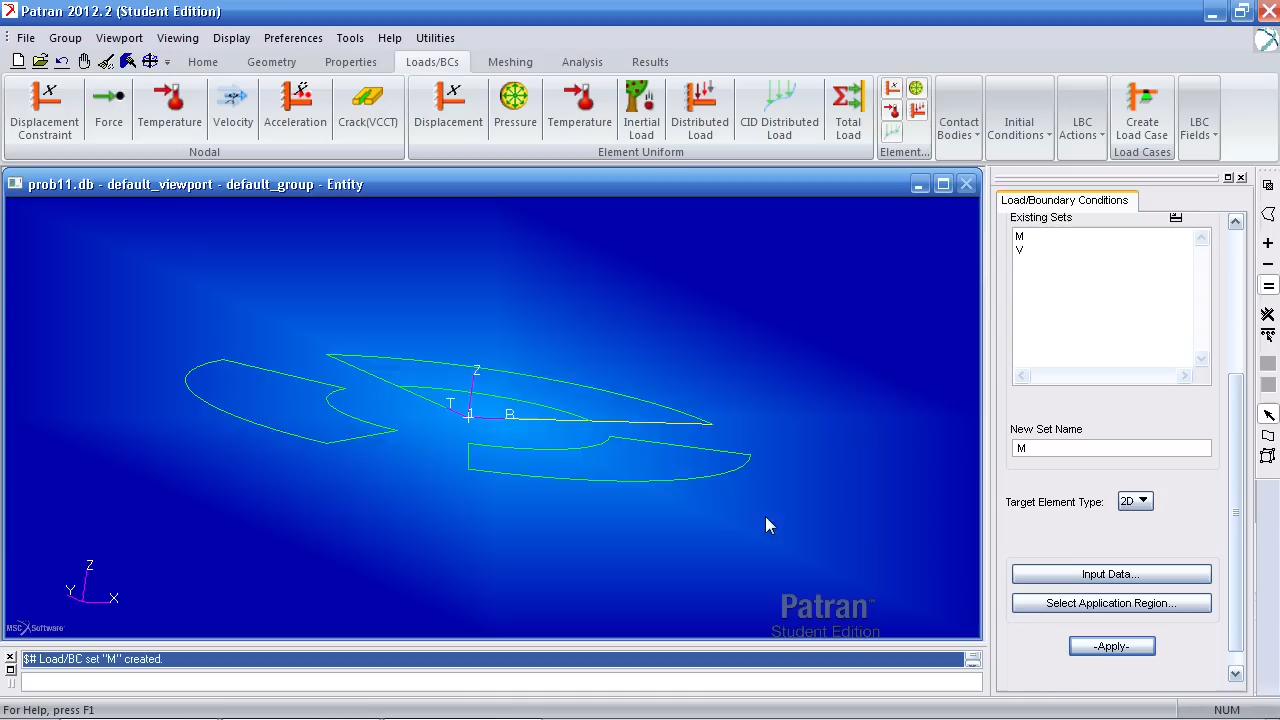 Patran 2012.2 (Student Edition)
File Group Viewport Viewing Display Preferences Tools Help Utilities
Home Geometry Properties Loads/BCs Meshing Analysis Results
Displacement Constraint
Force
Temperature
elocity
Acceleration
Crack(VCCT)
Displacement
Pressure
Temperature
Inertial Load
Distributed Load
CID Distributed Load
Total Load
Contact Bodies
Initial Conditions
Create Load Case
LBC Actions
LBC Fields
Nodal
Element Uniform
Element...
Load Cases
prob11.db - default_viewport - default_group - Entity
Load/Boundary Conditions
Existing Sets
M
V
Z
T
1
R
New Set Name
M
Target Element Type: 2D
Input Data...
Select Application Region...
-Apply-
Z
Y
X
MSC Software
Patran™
Student Edition
$# Load/BC set "M" created.
For Help, press F1
NUM